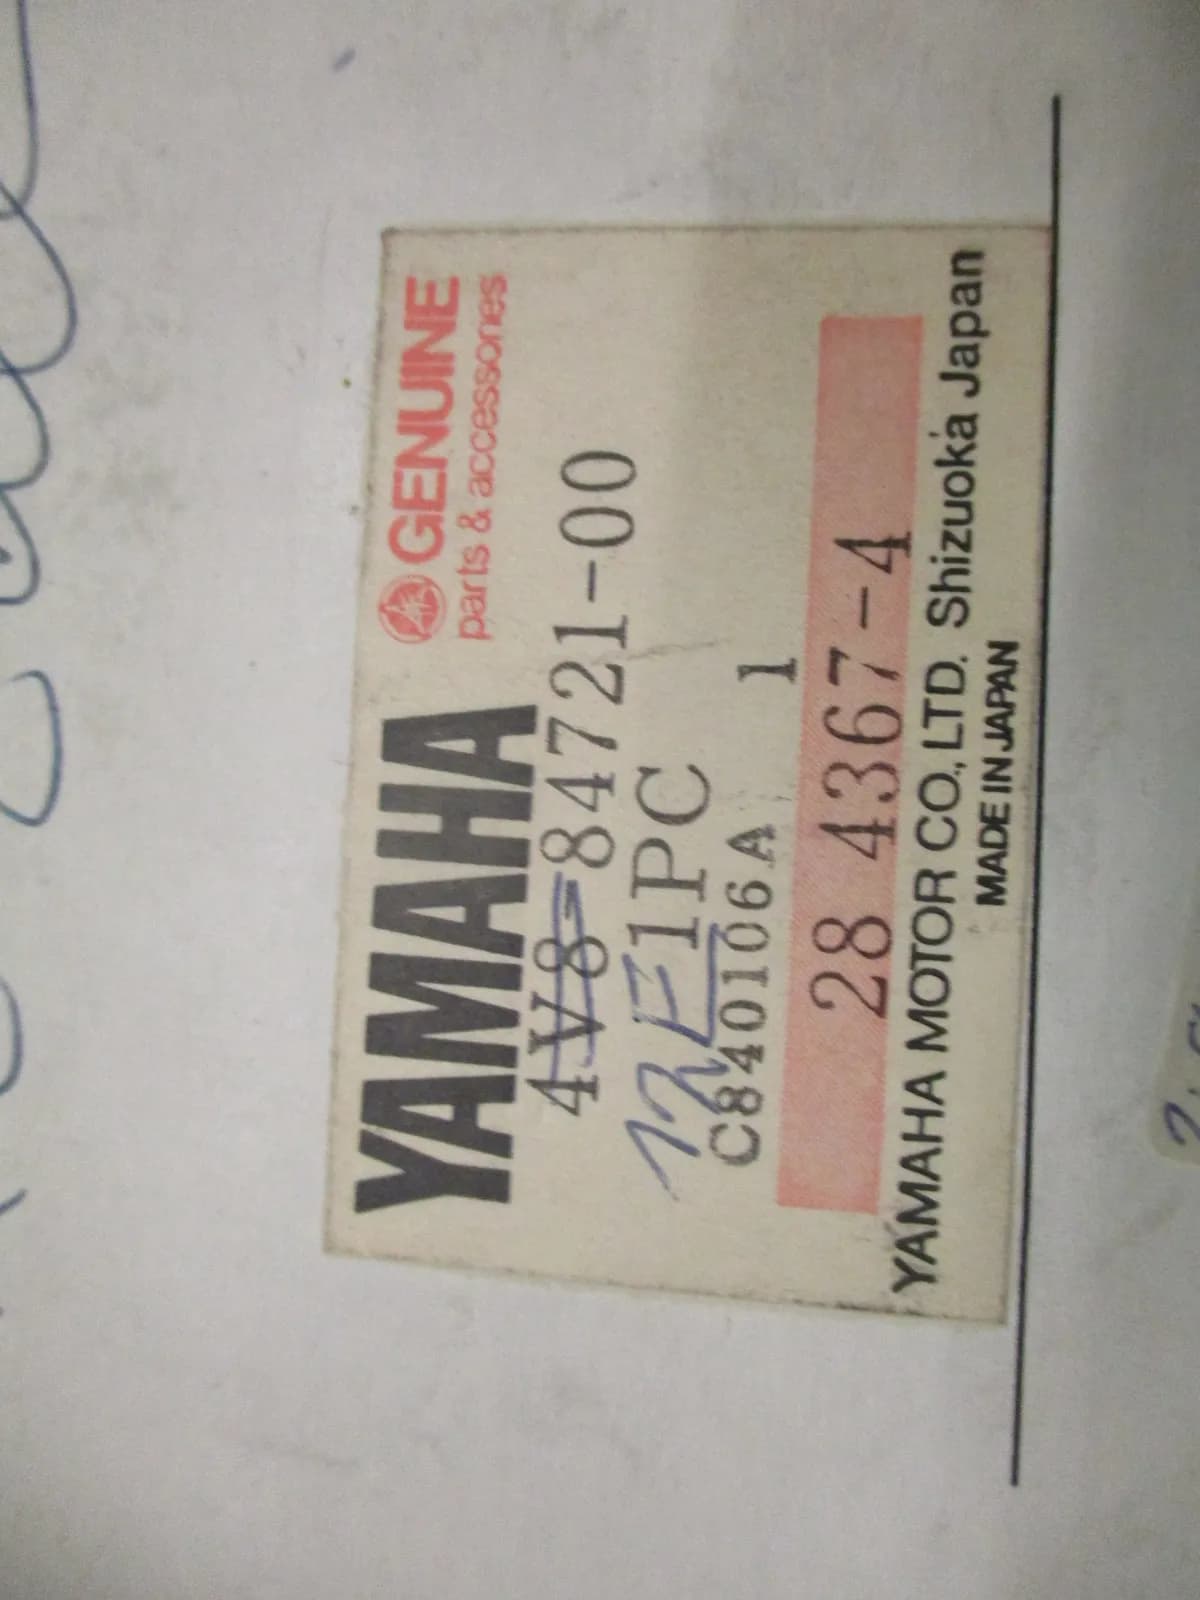 YAMAHA GENUINE
parts & accessories
4V8-84721-00
1PC
C840106A 1
28 4367-4
YAMAHA MOTOR CO.,LTD. Shizuoka Japan
MADE IN JAPAN